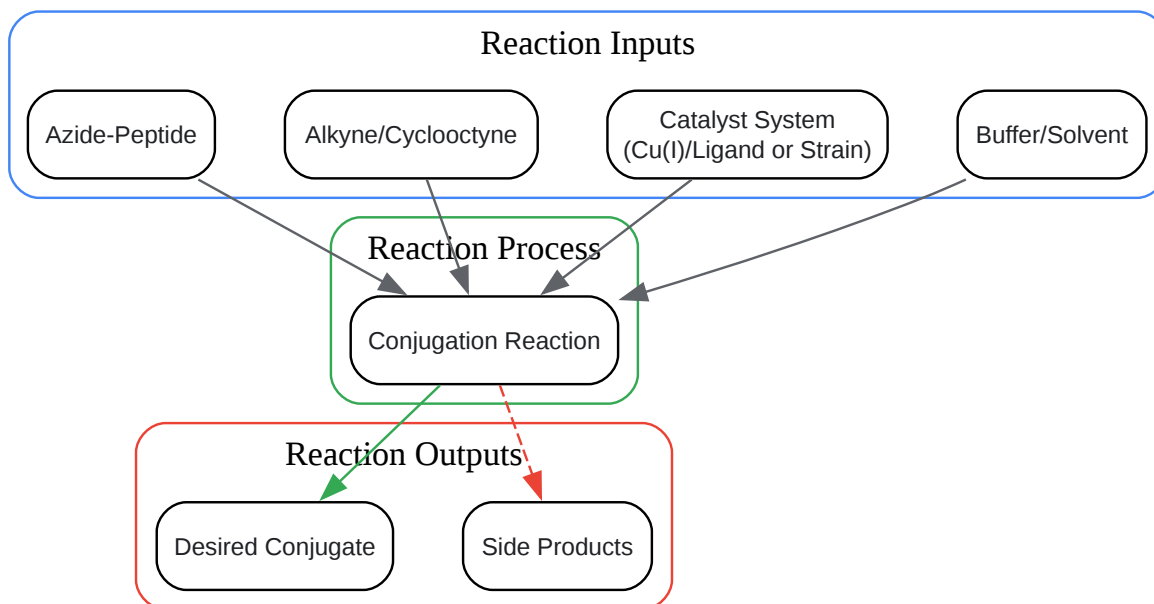 Reaction Inputs
Azide-Peptide
Alkyne/Cyclooctyne
Catalyst System
(Cu(I)/Ligand or Strain)
Buffer/Solvent
Reaction Process
Conjugation Reaction
Reaction Outputs
Desired Conjugate
Side Products